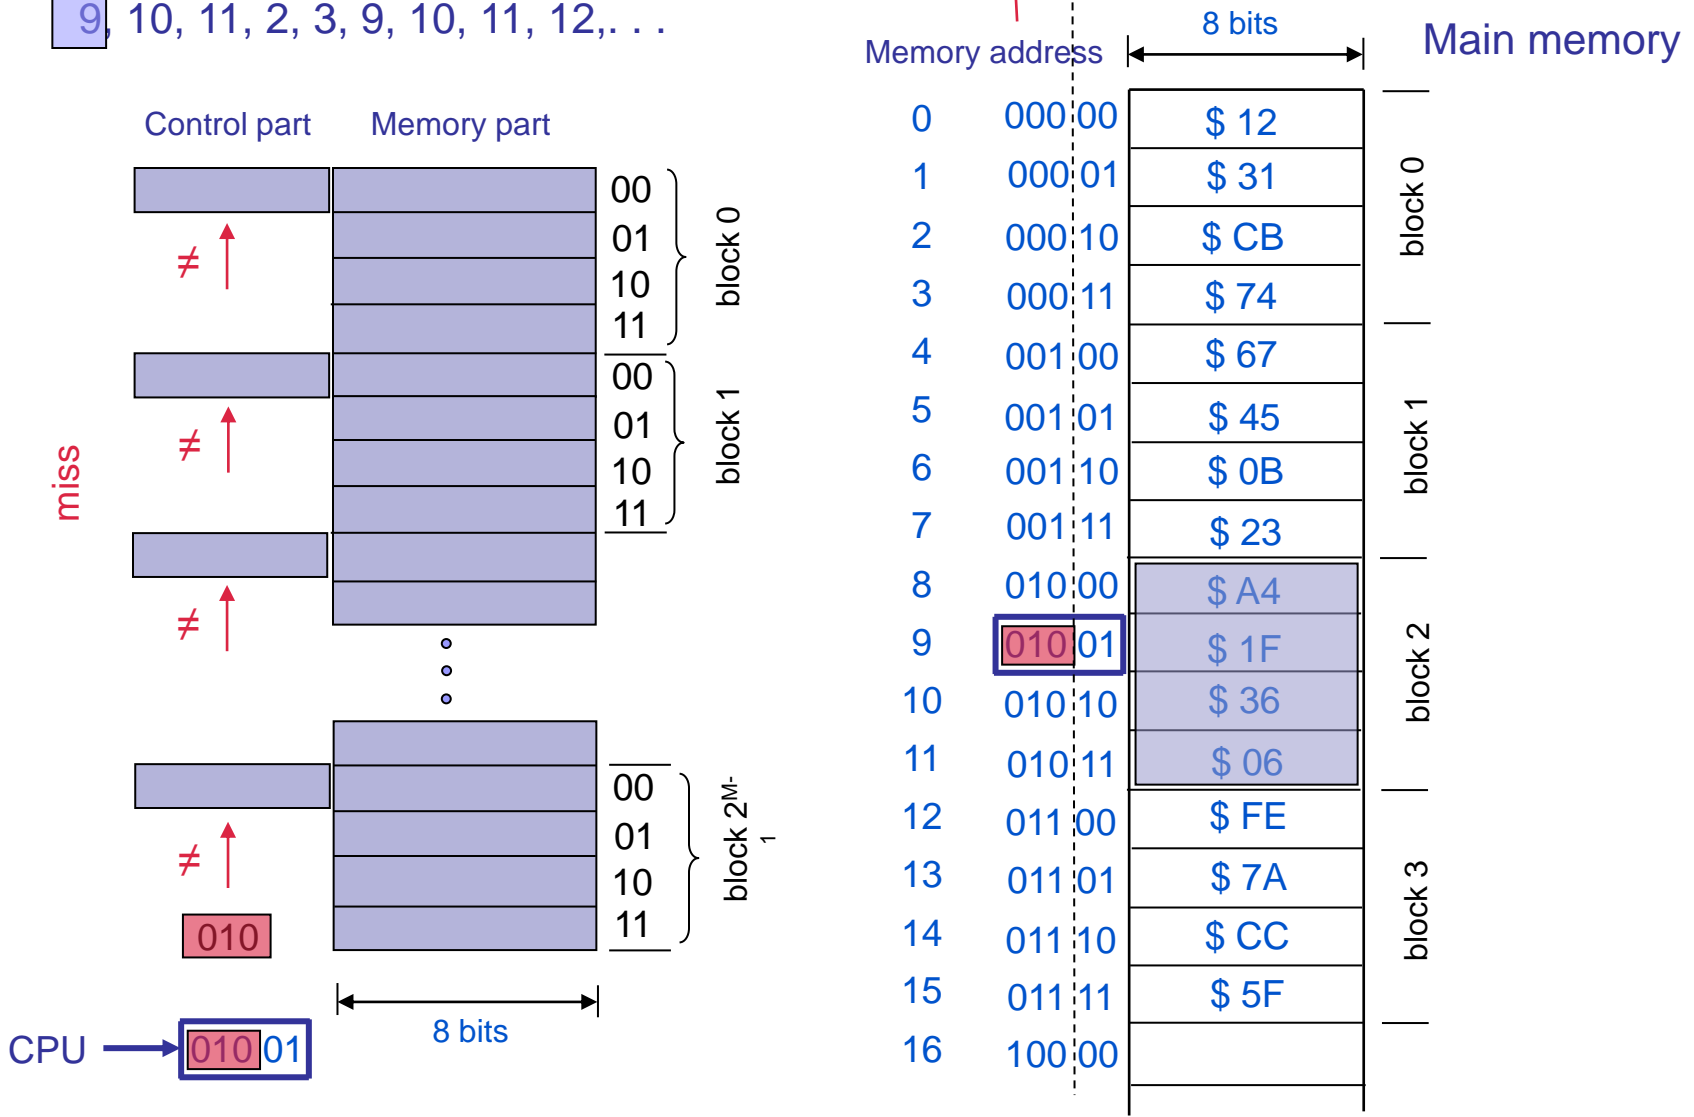 9, 10, 11, 2, 3, 9, 10, 11, 12,. . .
8 bits
Main memory
Memory address
Control part
Memory part
00
01
10
11
block 0
≠
00
01
10
11
block 1
≠
miss
≠
00
01
10
11
block 2M-1
≠
010
8 bits
CPU
010 01
0 000 00 $ 12
1 000 01 $ 31
2 000 10 $ CB
3 000 11 $ 74
block 0
4 001 00 $ 67
5 001 01 $ 45
6 001 10 $ 0B
7 001 11 $ 23
block 1
8 010 00 $ A4
9 010 01 $ 1F
10 010 10 $ 36
11 010 11 $ 06
block 2
12 011 00 $ FE
13 011 01 $ 7A
14 011 10 $ CC
15 011 11 $ 5F
block 3
16 100 00